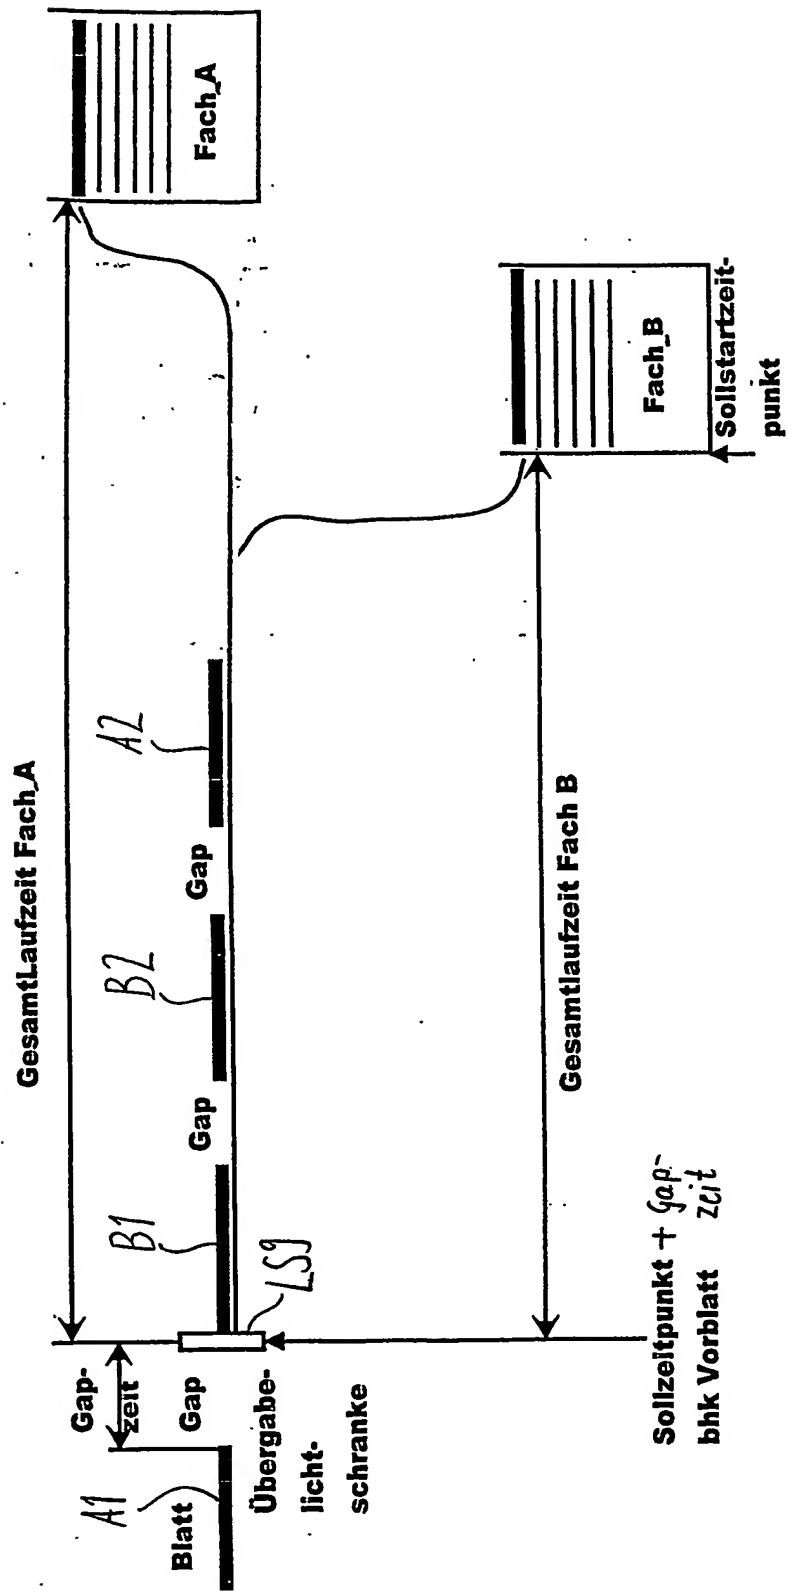 GesamtLaufzeit Fach_A
Fach_A
Gap-
zeit
A1
Blatt
Gap
B1
Gap
B2
Gap
A2
Übergabe-
licht-
schranke
LS9
Gesamtlaufzeit Fach B
Fach_B
Sollstartzeit-
punkt
Sollzeitpunkt + Gap-
bhk Vorblatt zeit